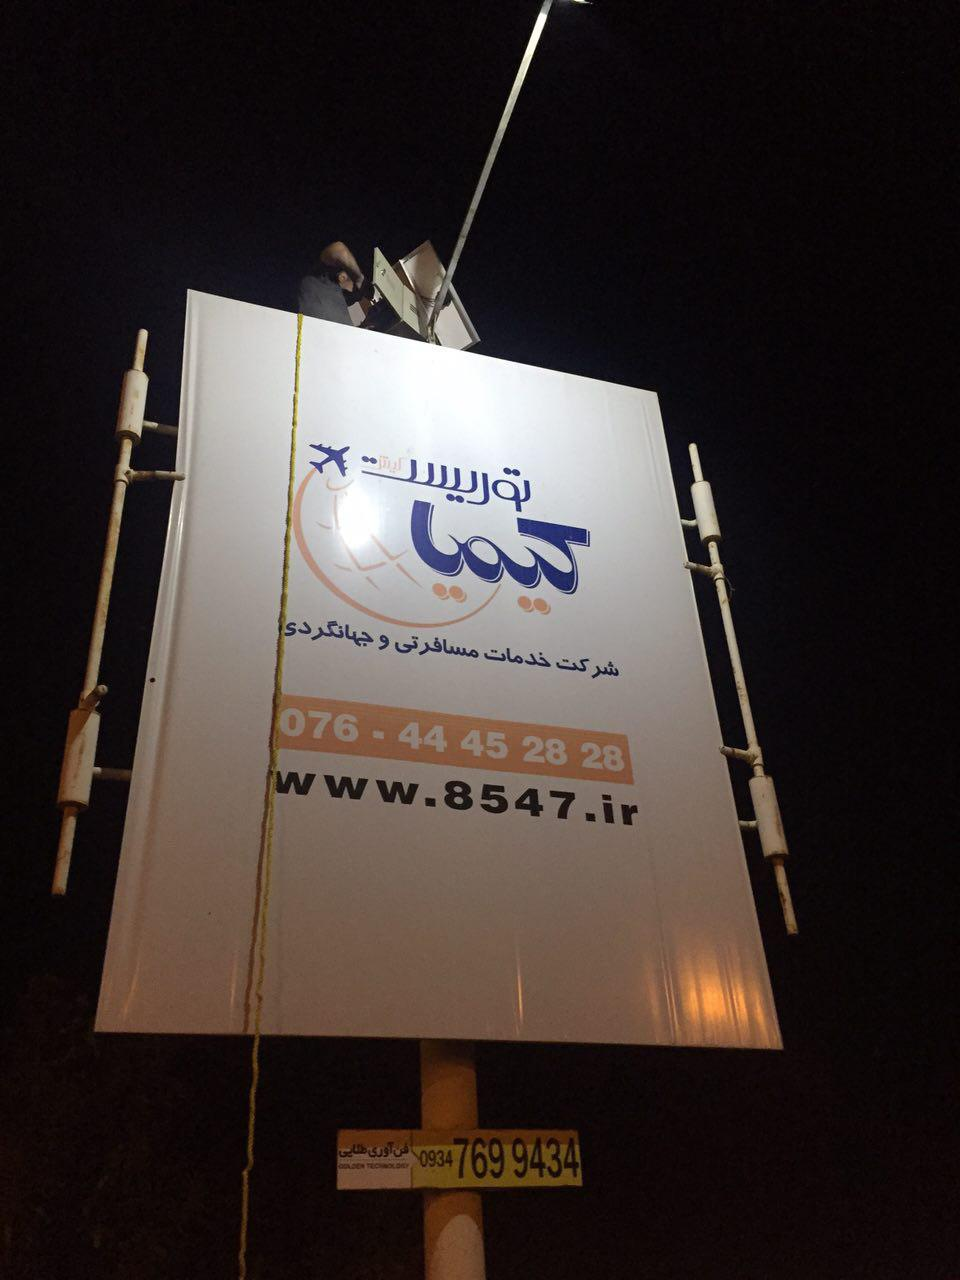 توریست
کیش
کیمیا
شرکت خدمات مسافرتی و جهانگردی
076 - 44 45 28 28
www.8547.ir
فن‌آوری طلایی
GOLDEN TECHNOLOGY
0934 769 9434